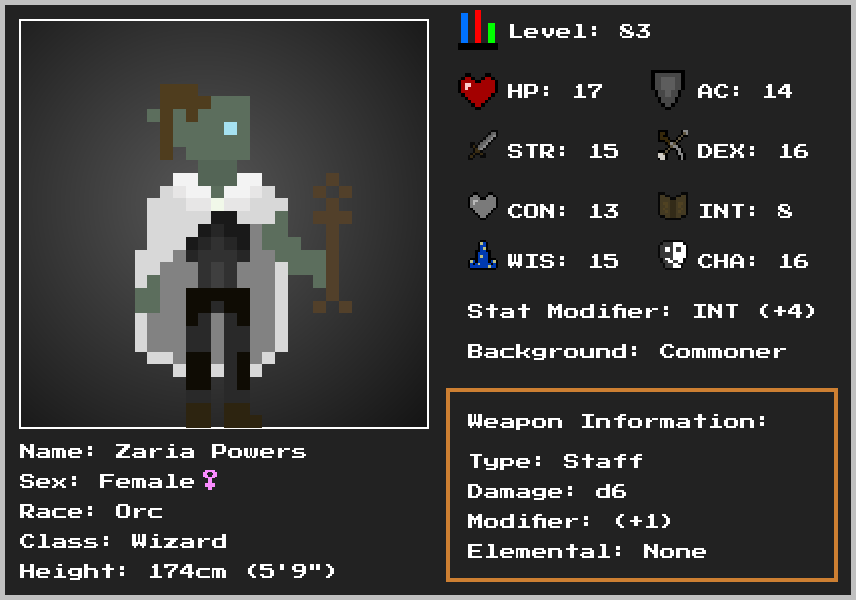 Level: 83
HP: 17
AC: 14
STR: 15
DEX: 16
CON: 13
INT: 8
WIS: 15
CHA: 16
Stat Modifier: INT (+4)
Background: Commoner
Weapon Information:
Type: Staff
Damage: d6
Modifier: (+1)
Elemental: None
Name: Zaria Powers
Sex: Female♀
Race: Orc
Class: Wizard
Height: 174cm (5'9")